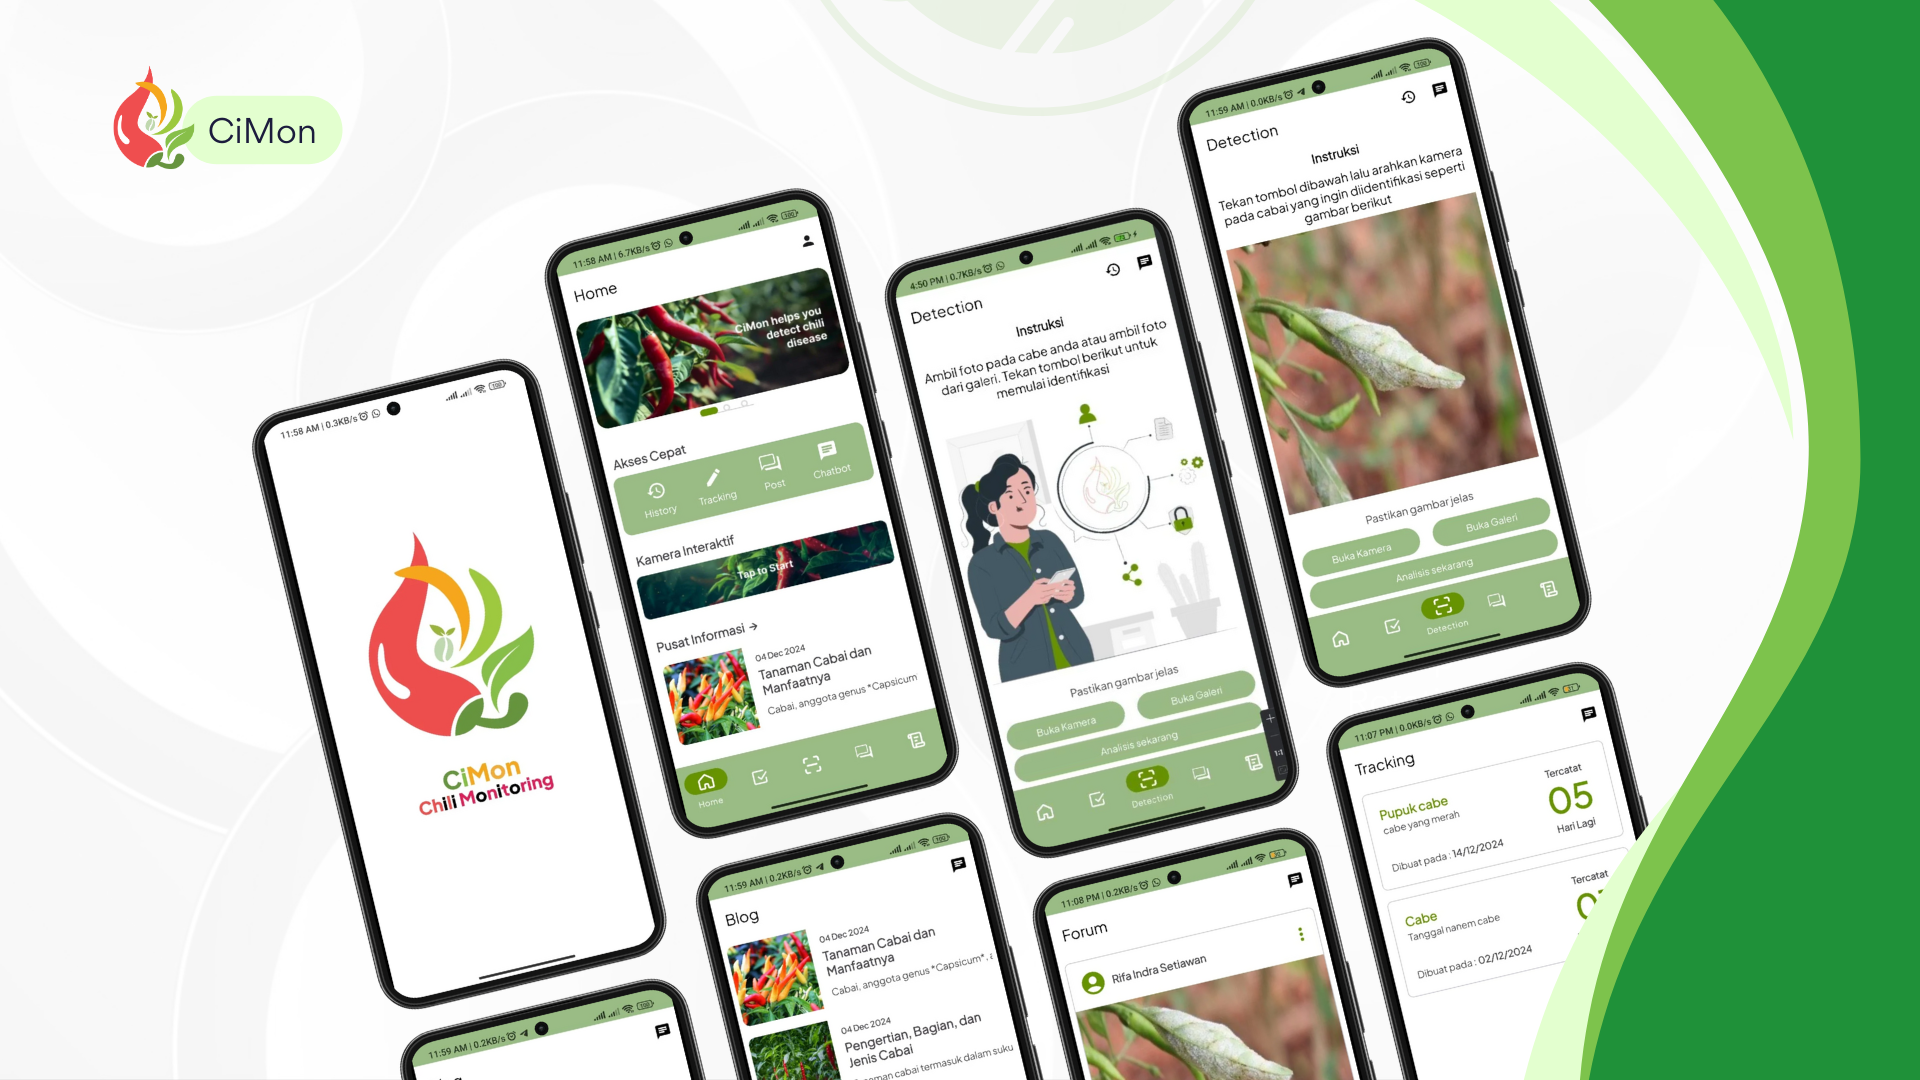 CiMon
11:58 AM | 0.3KB/s
100
CiMon
Chili Monitoring
11:58 AM | 6.7KB/s
100
Home
CiMon helps you
detect chili
disease
Akses Cepat
History
Tracking
Post
Chatbot
Kamera Interaktif
Tap to Start
Pusat Informasi →
04 Dec 2024
Tanaman Cabai dan
Manfaatnya
Cabai, anggota genus *Capsicum
Home
4:50 PM | 0.7KB/s
Detection
Instruksi
Ambil foto pada cabe anda atau ambil foto
dari galeri. Tekan tombol berikut untuk
memulai identifikasi
Pastikan gambar jelas
Buka Kamera
Buka Galeri
Analisis sekarang
1:1
Detection
11:59 AM | 0.0KB/s
100
Detection
Instruksi
Tekan tombol dibawah lalu arahkan kamera
pada cabai yang ingin diidentifikasi seperti
gambar berikut
Pastikan gambar jelas
Buka Kamera
Buka Galeri
Analisis sekarang
Detection
11:59 AM | 0.2KB/s
100
11:59 AM | 0.2KB/s
100
Blog
04 Dec 2024
Tanaman Cabai dan
Manfaatnya
Cabai, anggota genus *Capsicum*,
04 Dec 2024
Pengertian, Bagian, dan
Jenis Cabai
cabai termasuk dalam suku
11:08 PM | 0.2KB/s
Forum
Rifa Indra Setiawan
11:07 PM | 0.0KB/s
Tracking
Pupuk cabe
cabe yang merah
Dibuat pada : 14/12/2024
Tercatat
05
Hari Lagi
Cabe
Tanggal nanem cabe
Dibuat pada : 02/12/2024
Tercatat